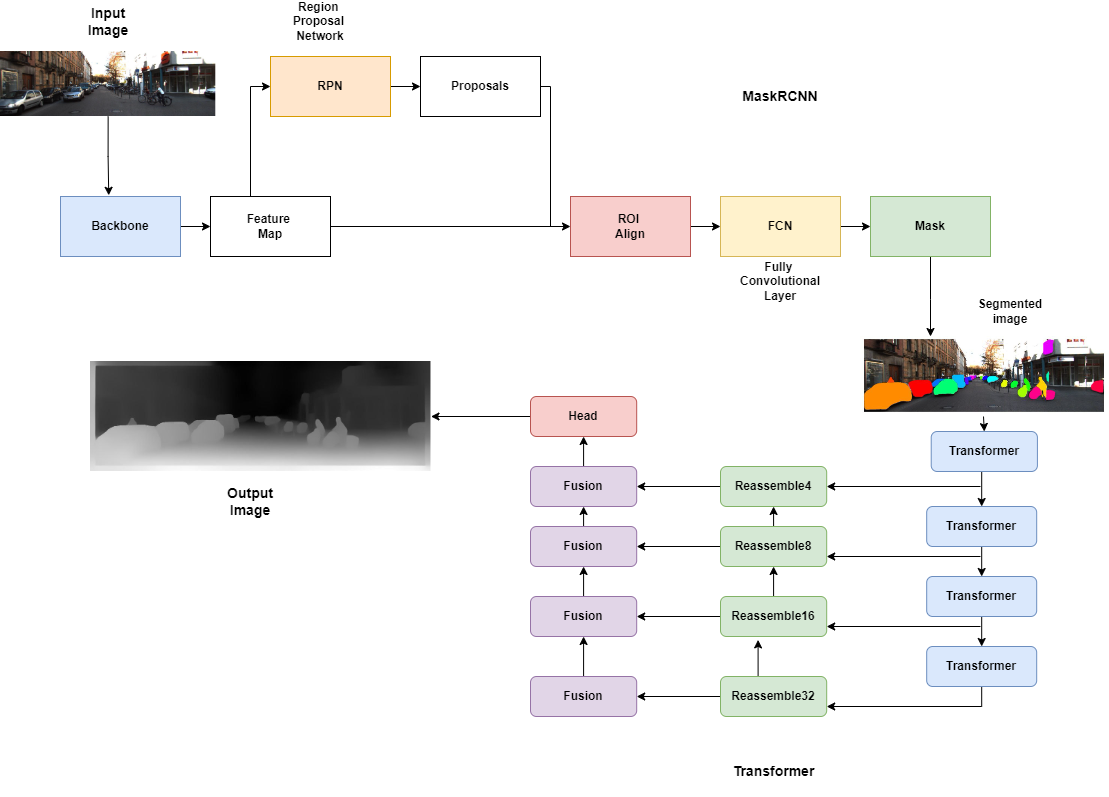 Input
Image
Region
Proposal
Network
RPN
Proposals
MaskRCNN
Backbone
Feature
Map
ROI
Align
FCN
Mask
Fully
Convolutional
Layer
Segmented
image
Head
Transformer
Fusion
Reassemble4
Output
Image
Transformer
Fusion
Reassemble8
Transformer
Fusion
Reassemble16
Transformer
Fusion
Reassemble32
Transformer